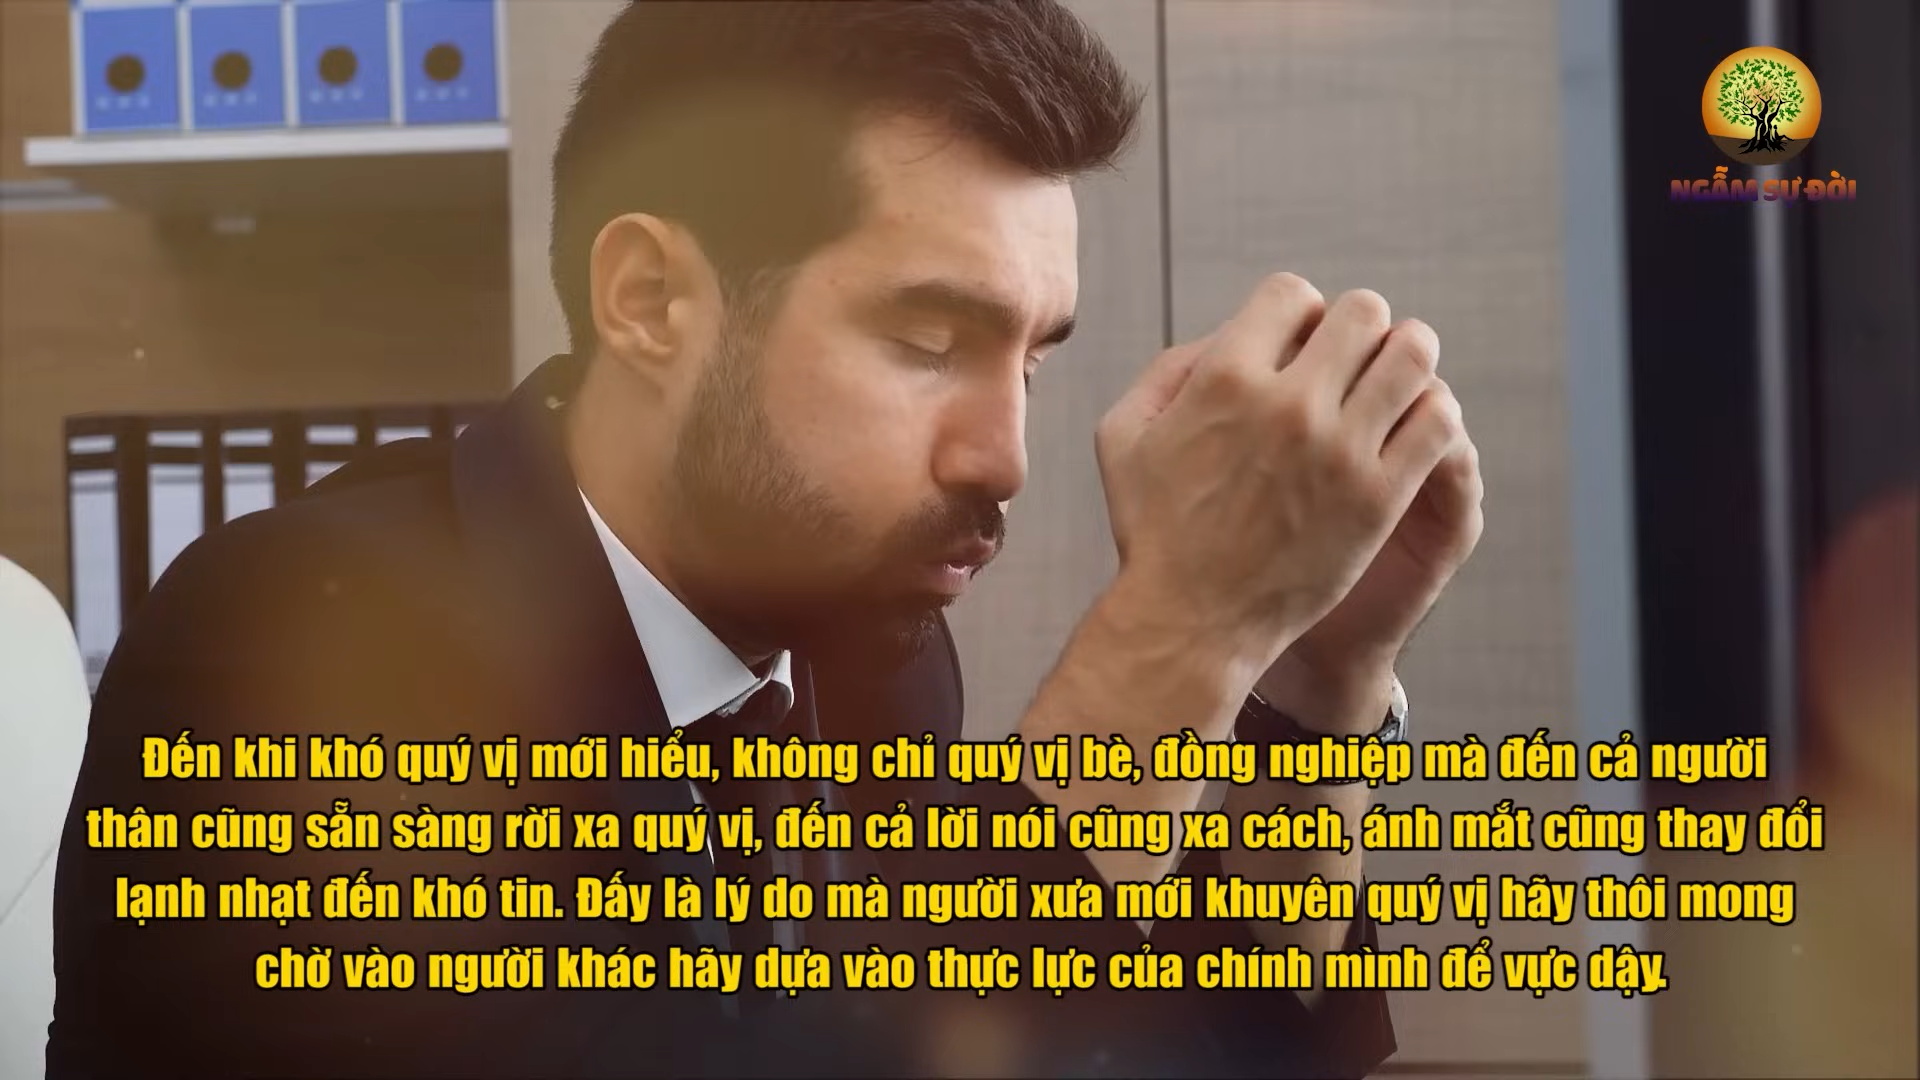 NGẪM SỰ ĐỜI
Đến khi khó quý vị mới hiểu, không chỉ quý vị bè, đồng nghiệp mà đến cả người
thân cũng sẵn sàng rời xa quý vị, đến cả lời nói cũng xa cách, ánh mắt cũng thay đổi
lạnh nhạt đến khó tin. Đấy là lý do mà người xưa mới khuyên quý vị hãy thôi mong
chờ vào người khác hãy dựa vào thực lực của chính mình để vực dậy.